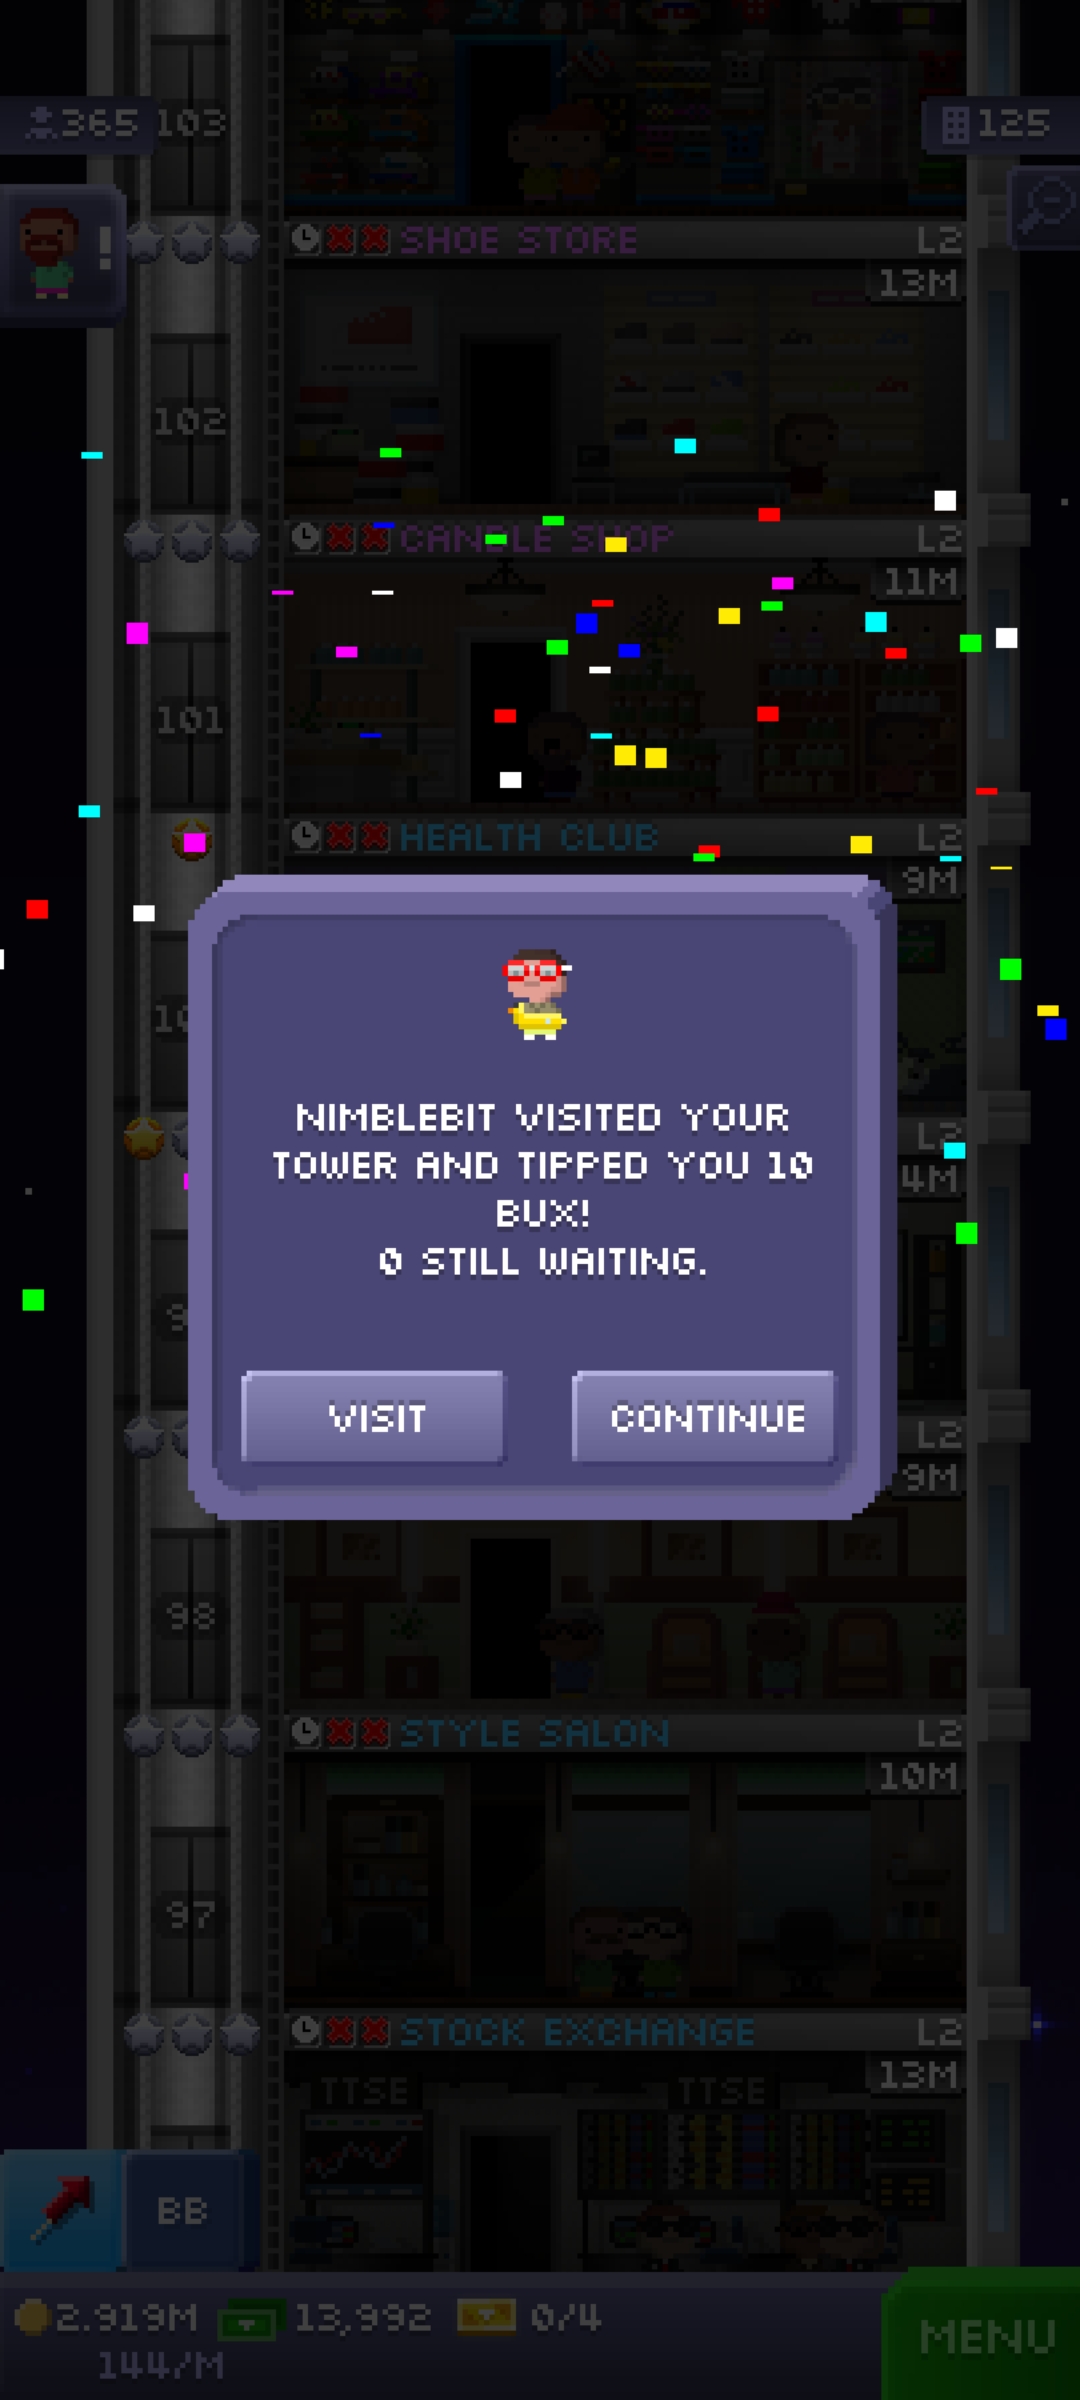 365
103
125
!
SHOE STORE
L2
13M
102
CANDLE SHOP
L2
11M
101
HEALTH CLUB
L2
9M
NIMBLEBIT VISITED YOUR
TOWER AND TIPPED YOU 10
BUX!
0 STILL WAITING.
L2
4M
VISIT
CONTINUE
L2
9M
98
STYLE SALON
L2
10M
97
STOCK EXCHANGE
L2
13M
TTSE
TTSE
BB
2.919M
13,992
0/4
144/M
MENU